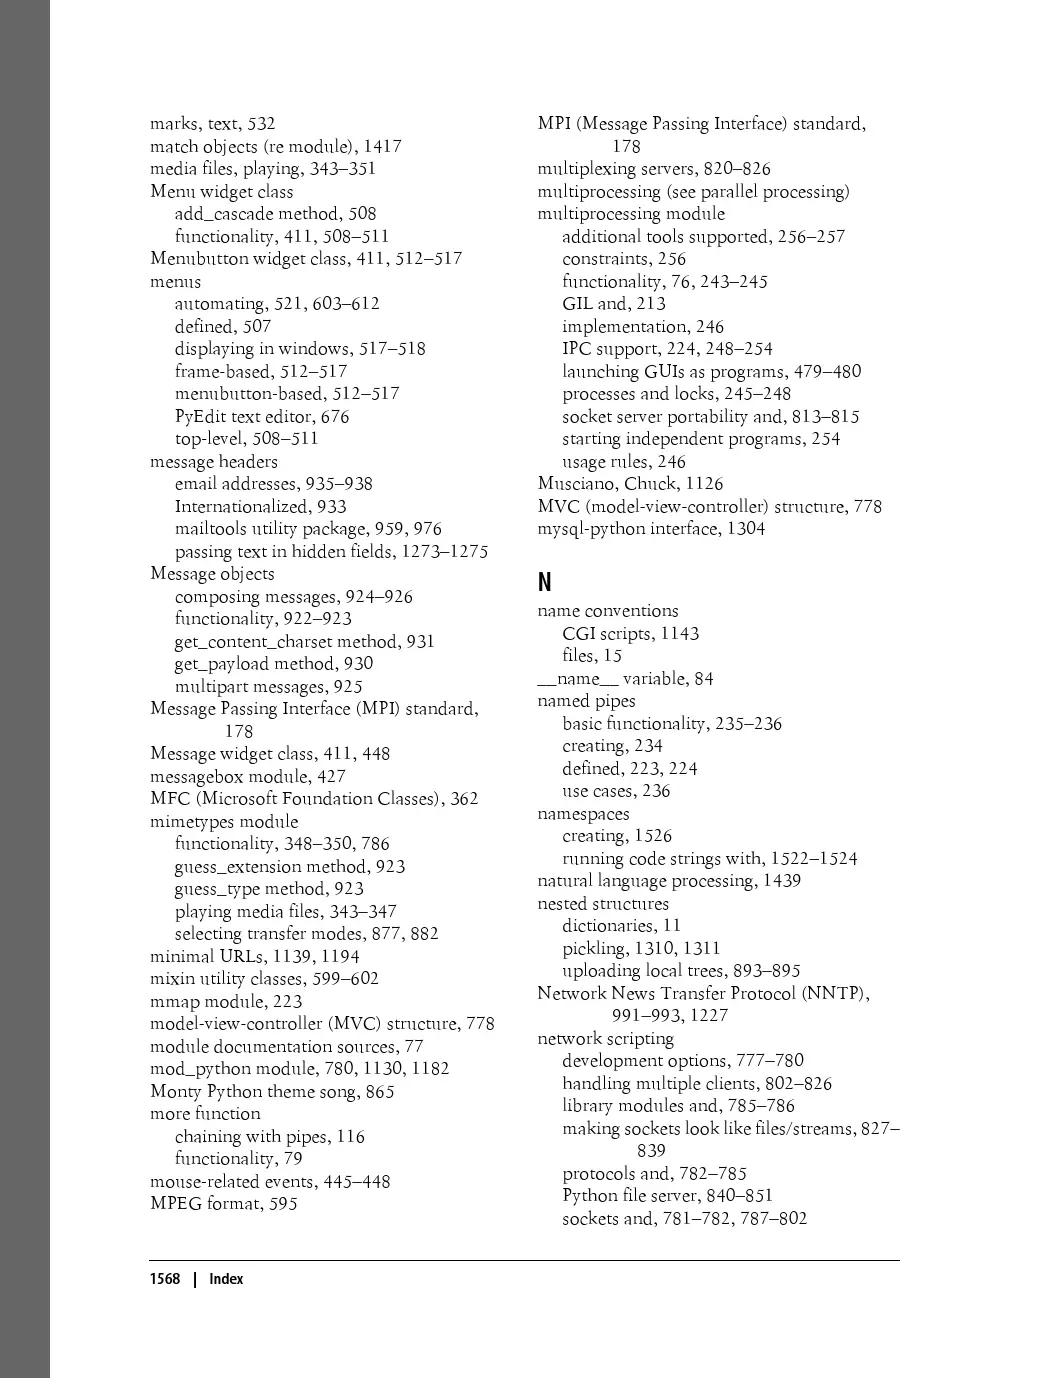 marks, text, 532
match objects (re module), 1417
media files, playing, 343–351
Menu widget class
add_cascade method, 508
functionality, 411, 508–511
Menubutton widget class, 411, 512–517
menus
automating, 521, 603–612
defined, 507
displaying in windows, 517–518
frame-based, 512–517
menubutton-based, 512–517
PyEdit text editor, 676
top-level, 508–511
message headers
email addresses, 935–938
Internationalized, 933
mailtools utility package, 959, 976
passing text in hidden fields, 1273–1275
Message objects
composing messages, 924–926
functionality, 922–923
get_content_charset method, 931
get_payload method, 930
multipart messages, 925
Message Passing Interface (MPI) standard,
178
Message widget class, 411, 448
messagebox module, 427
MFC (Microsoft Foundation Classes), 362
mimetypes module
functionality, 348–350, 786
guess_extension method, 923
guess_type method, 923
playing media files, 343–347
selecting transfer modes, 877, 882
minimal URLs, 1139, 1194
mixin utility classes, 599–602
mmap module, 223
model-view-controller (MVC) structure, 778
module documentation sources, 77
mod_python module, 780, 1130, 1182
Monty Python theme song, 865
more function
chaining with pipes, 116
functionality, 79
mouse-related events, 445–448
MPEG format, 595
MPI (Message Passing Interface) standard,
178
multiplexing servers, 820–826
multiprocessing (see parallel processing)
multiprocessing module
additional tools supported, 256–257
constraints, 256
functionality, 76, 243–245
GIL and, 213
implementation, 246
IPC support, 224, 248–254
launching GUIs as programs, 479–480
processes and locks, 245–248
socket server portability and, 813–815
starting independent programs, 254
usage rules, 246
Musciano, Chuck, 1126
MVC (model-view-controller) structure, 778
mysql-python interface, 1304
N
name conventions
CGI scripts, 1143
files, 15
__name__ variable, 84
named pipes
basic functionality, 235–236
creating, 234
defined, 223, 224
use cases, 236
namespaces
creating, 1526
running code strings with, 1522–1524
natural language processing, 1439
nested structures
dictionaries, 11
pickling, 1310, 1311
uploading local trees, 893–895
Network News Transfer Protocol (NNTP),
991–993, 1227
network scripting
development options, 777–780
handling multiple clients, 802–826
library modules and, 785–786
making sockets look like files/streams, 827–
839
protocols and, 782–785
Python file server, 840–851
sockets and, 781–782, 787–802
1568 | Index